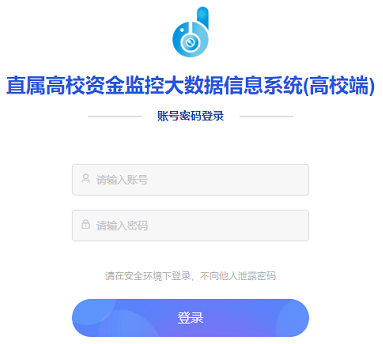 直属高校资金监控大数据信息系统(高校端)
账号密码登录
请输入账号
请输入密码
请在安全环境下登录，不向他人泄露密码
登录